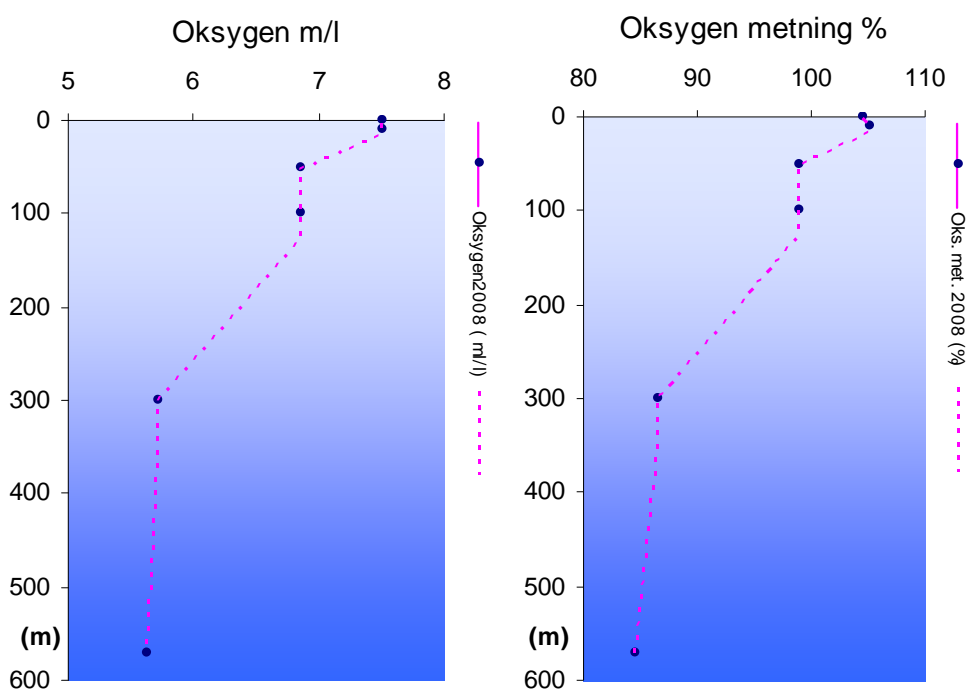 Oksygen m/l
5 6 7 8
0
100
200
300
400
500
(m)
600
Oksygen2008 ( ml/l)
Oksygen metning %
80 90 100 110
0
100
200
300
400
500
(m)
600
Oks. met. 2008 (%)